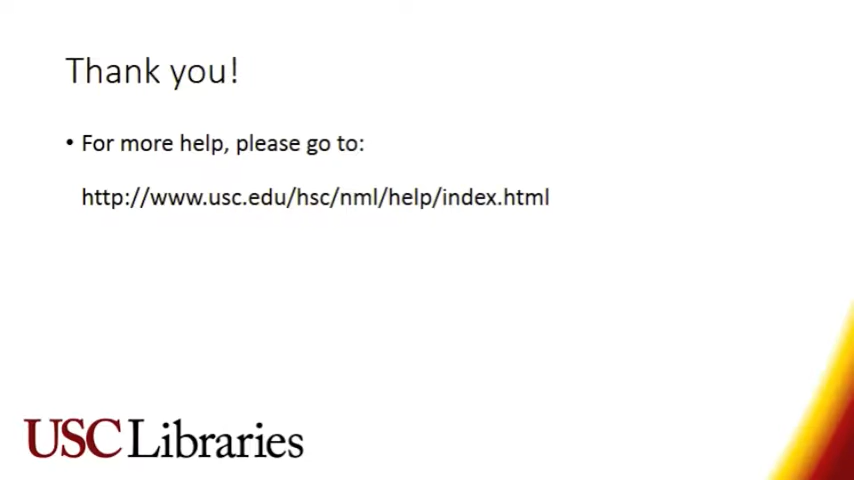 Thank you!
• For more help, please go to:
http://www.usc.edu/hsc/nml/help/index.html
USC Libraries